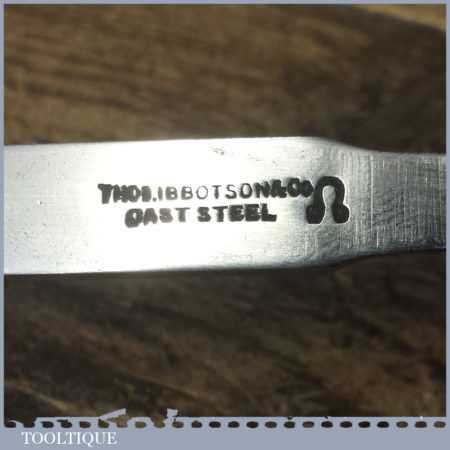 THOS. IBBOTSON & CO
CAST STEEL
TOOLTIQUE